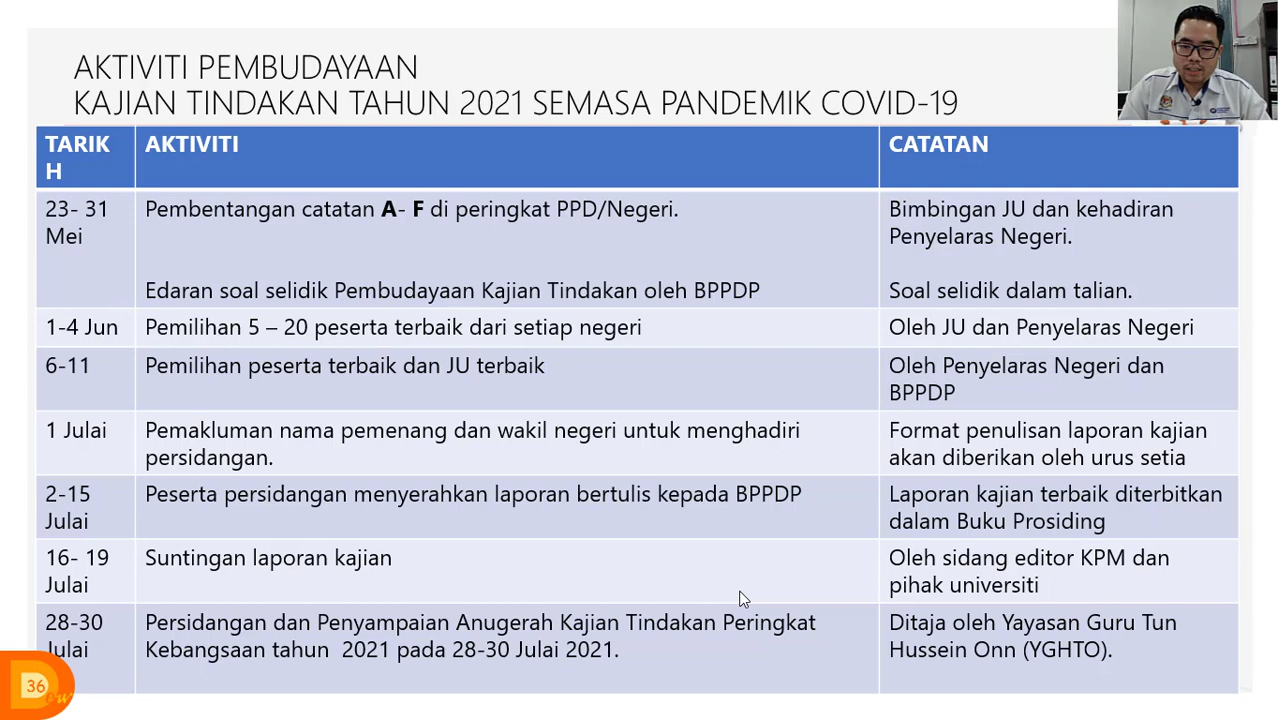 AKTIVITI PEMBUDAYAAN
KAJIAN TINDAKAN TAHUN 2021 SEMASA PANDEMIK COVID-19
TARIK
H
AKTIVITI
CATATAN
23- 31
Mei
Pembentangan catatan A- F di peringkat PPD/Negeri.
Edaran soal selidik Pembudayaan Kajian Tindakan oleh BPPDP
Bimbingan JU dan kehadiran
Penyelaras Negeri.
Soal selidik dalam talian.
1-4 Jun
Pemilihan 5 – 20 peserta terbaik dari setiap negeri
Oleh JU dan Penyelaras Negeri
6-11
Pemilihan peserta terbaik dan JU terbaik
Oleh Penyelaras Negeri dan
BPPDP
1 Julai
Pemakluman nama pemenang dan wakil negeri untuk menghadiri
persidangan.
Format penulisan laporan kajian
akan diberikan oleh urus setia
2-15
Julai
Peserta persidangan menyerahkan laporan bertulis kepada BPPDP
Laporan kajian terbaik diterbitkan
dalam Buku Prosiding
16- 19
Julai
Suntingan laporan kajian
Oleh sidang editor KPM dan
pihak universiti
28-30
Julai
Persidangan dan Penyampaian Anugerah Kajian Tindakan Peringkat
Kebangsaan tahun 2021 pada 28-30 Julai 2021.
Ditaja oleh Yayasan Guru Tun
Hussein Onn (YGHTO).
36